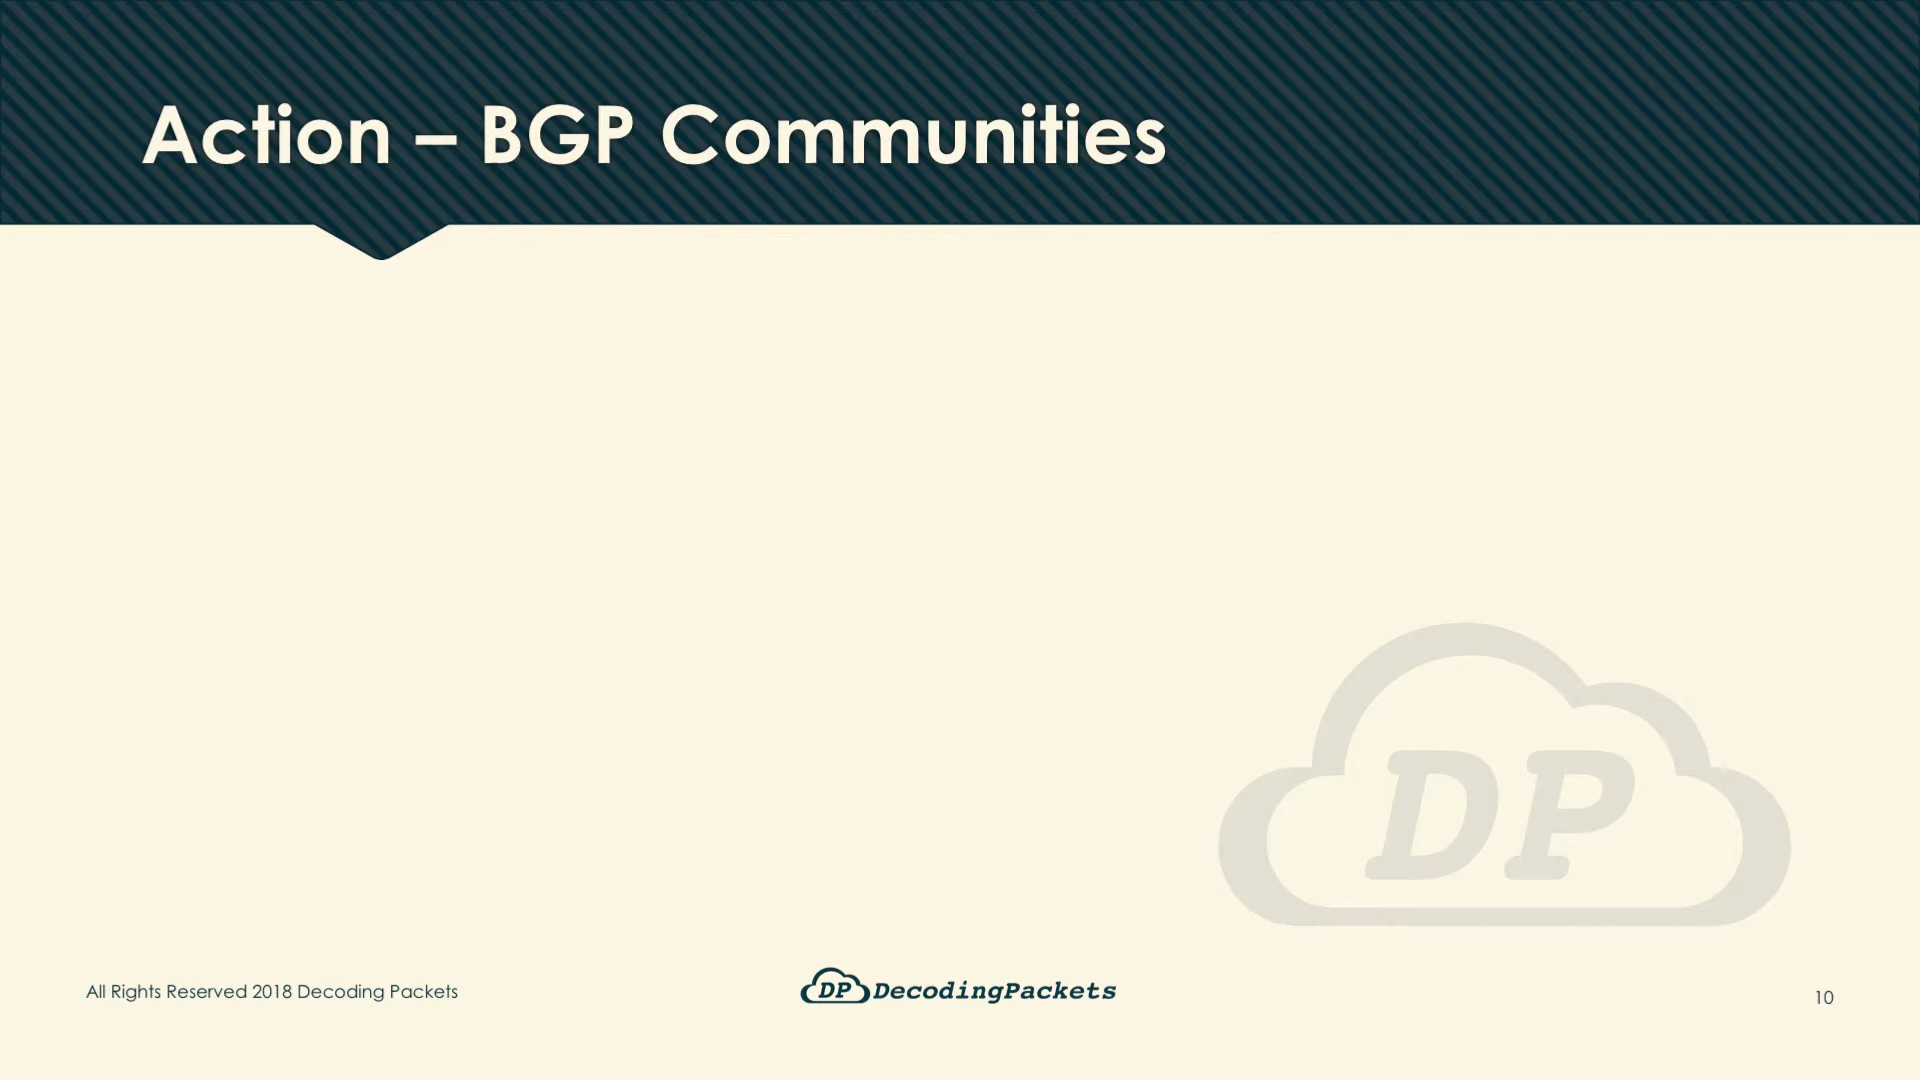 Action – BGP Communities
DP
All Rights Reserved 2018 Decoding Packets
DP DecodingPackets
10